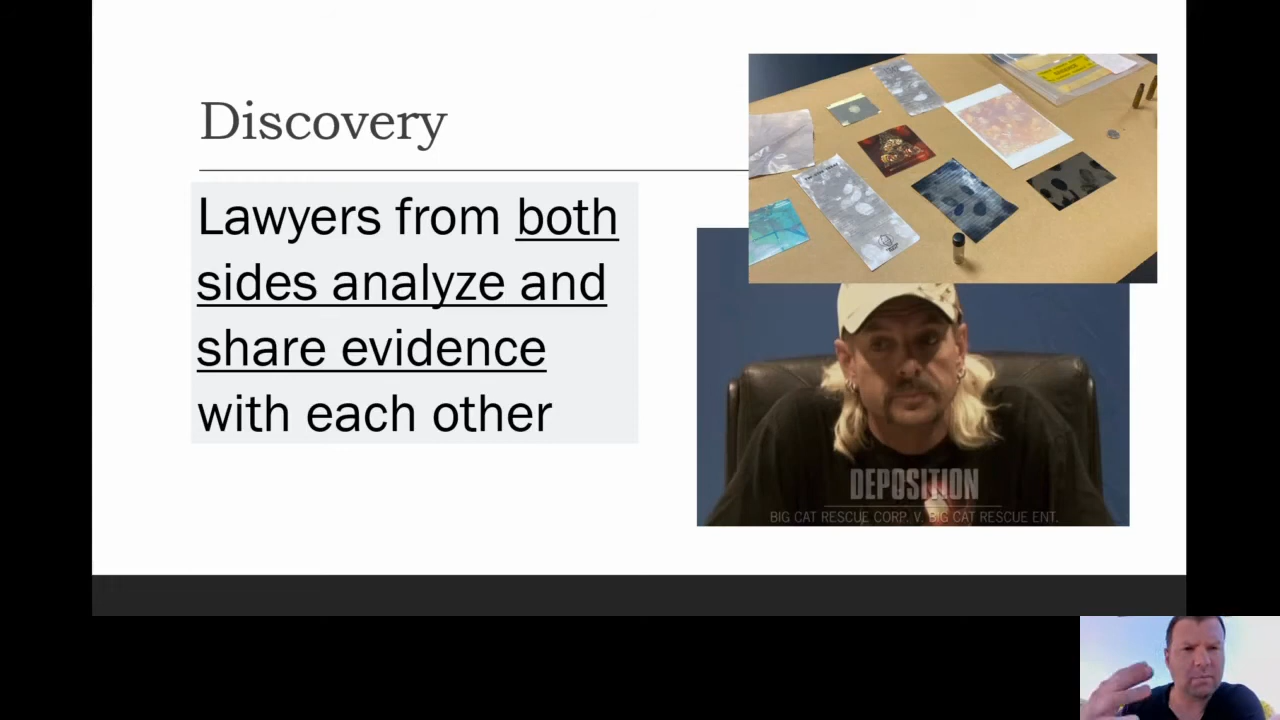 Discovery
Lawyers from both
sides analyze and
share evidence
with each other
DEPOSITION
BIG CAT RESCUE CORP. V. BIG CAT RESCUE ENT.